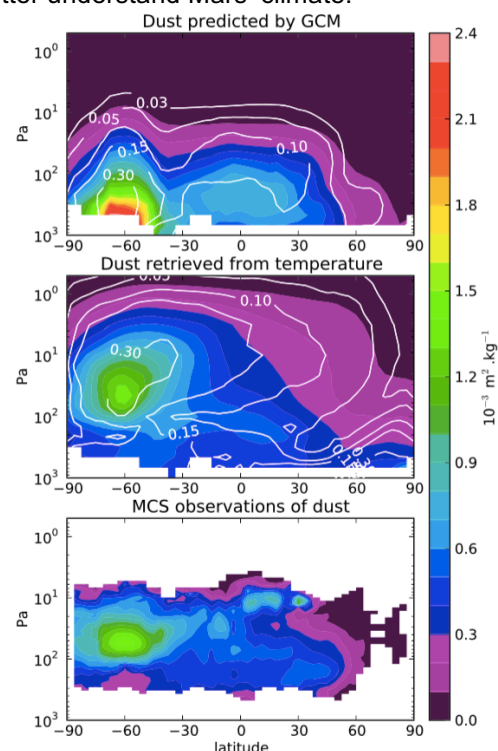 understand Mars' climate.
Dust predicted by GCM
10⁰
10¹
10²
10³
Pa
0.03
0.05
0.15
0.10
0.30
−90 −60 −30 0 30 60 90
Dust retrieved from temperature
10⁰
10¹
10²
10³
Pa
0.10
0.30
0.15
−90 −60 −30 0 30 60 90
MCS observations of dust
10⁰
10¹
10²
10³
Pa
−90 −60 −30 0 30 60 90
latitude
2.4
2.1
1.8
1.5
1.2
0.9
0.6
0.3
0.0
10⁻³ m² .kg⁻¹